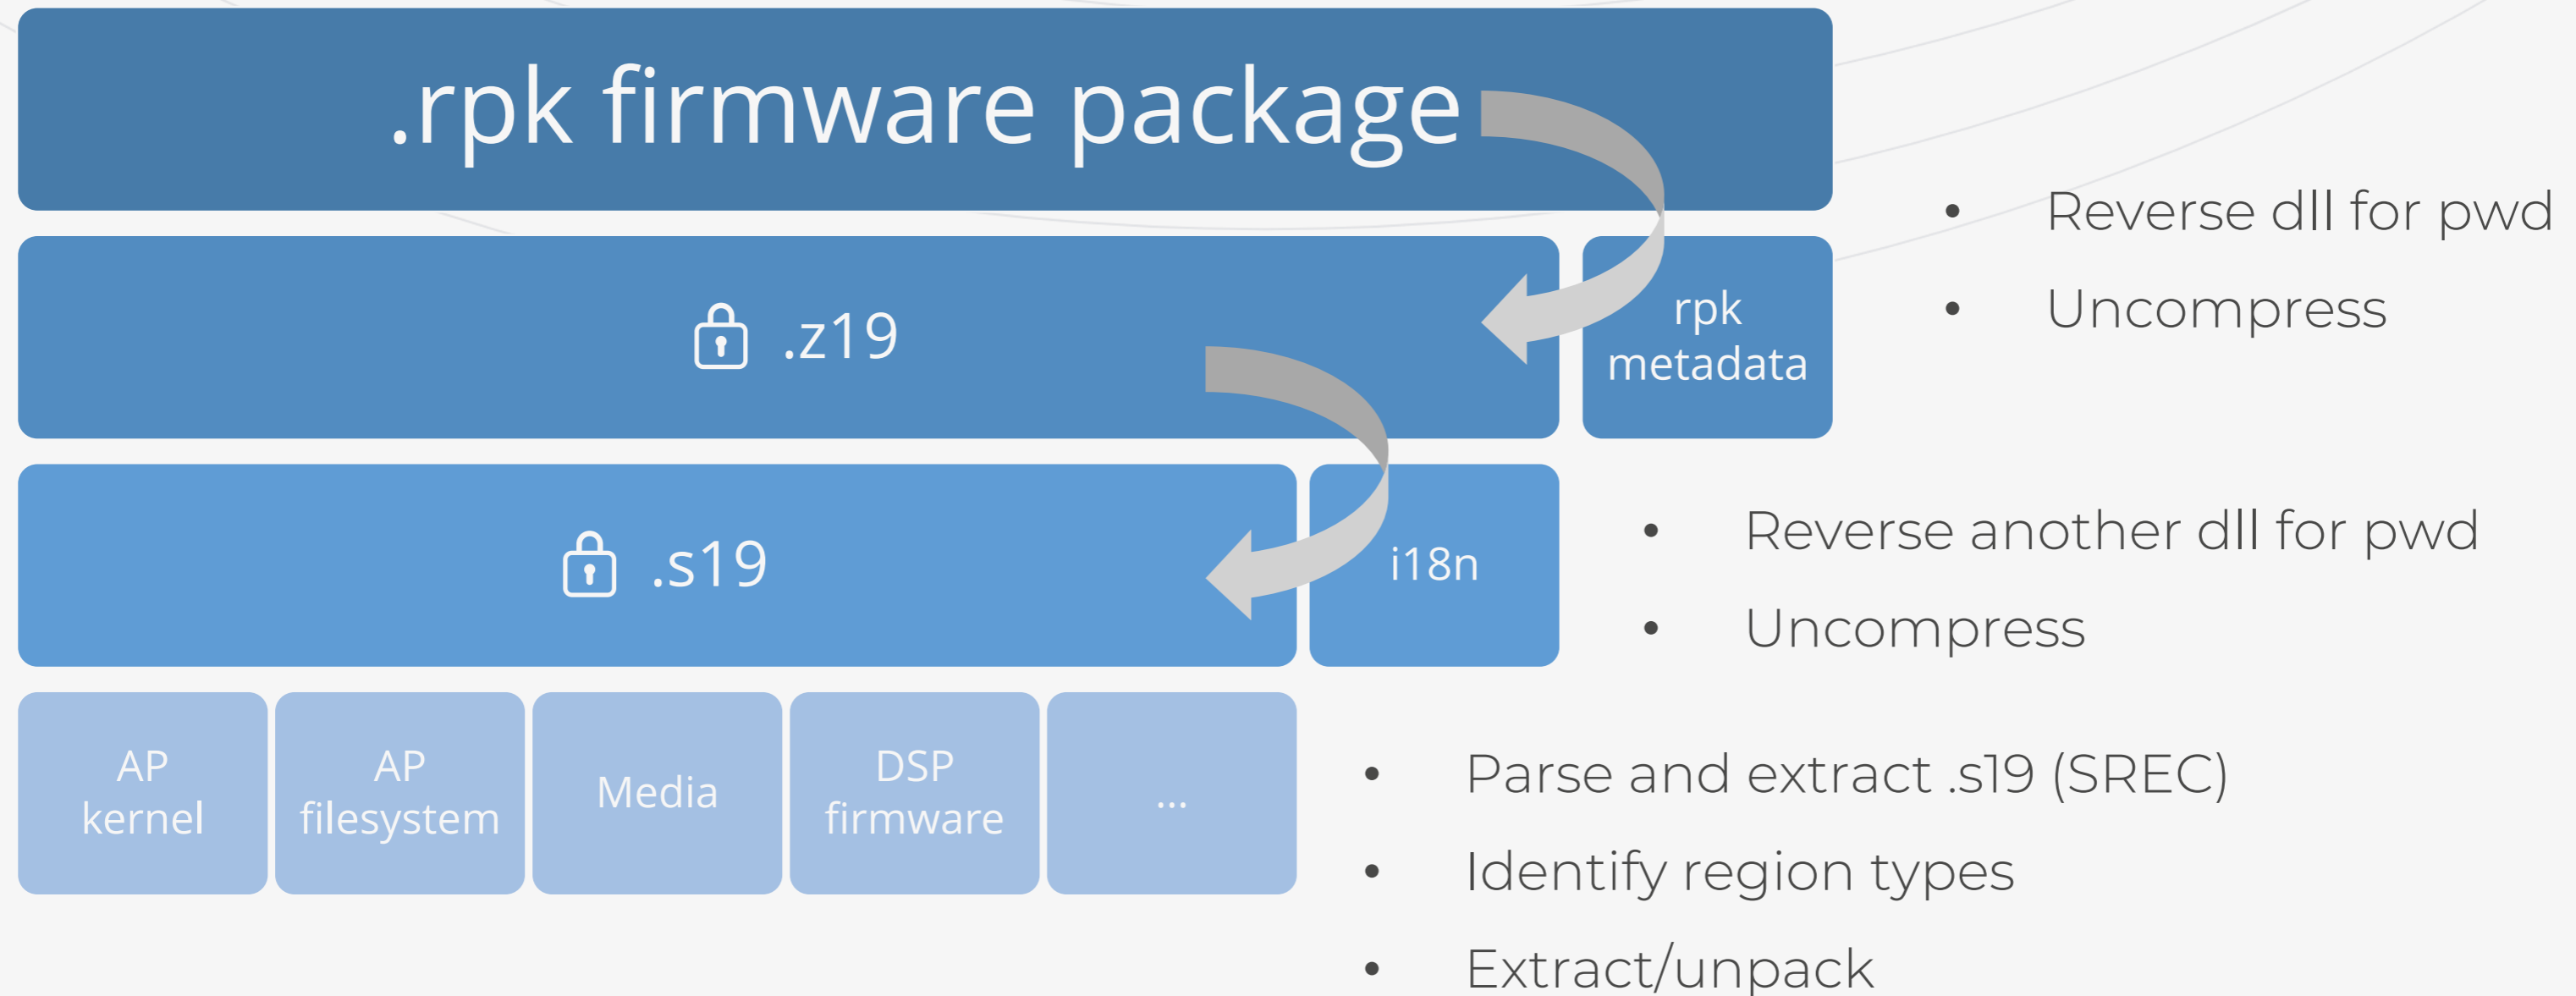 .rpk firmware package
.z19
rpk
metadata
• Reverse dll for pwd
• Uncompress
.s19
i18n
• Reverse another dll for pwd
• Uncompress
AP
kernel
AP
filesystem
Media
DSP
firmware
...
• Parse and extract .s19 (SREC)
• Identify region types
• Extract/unpack